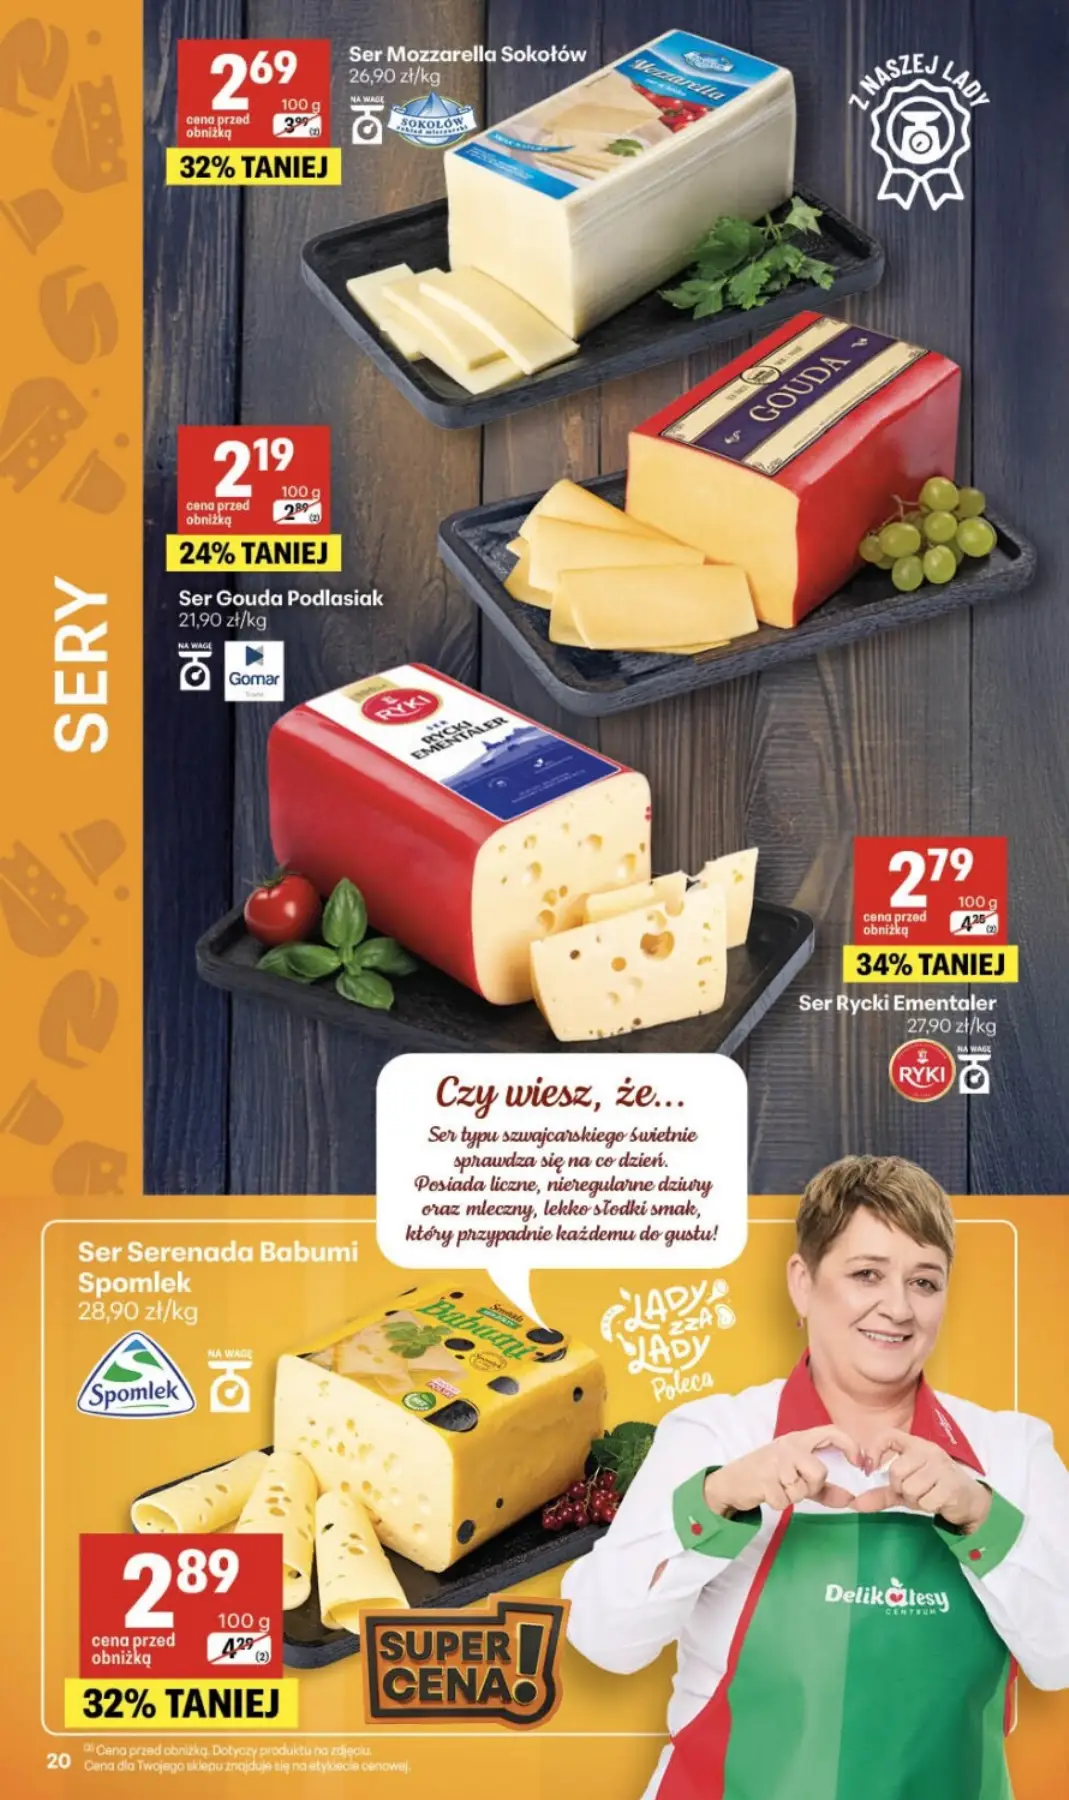 SERY
2 69
100 g
cena przed
obniżką
3 99 (2)
32% TANIEJ
Ser Mozzarella Sokołów
26,90 zł/kg
NA WAGĘ
SOKOŁÓW
zakład mleczarski
Mozzarella
Z NASZEJ LADY
2 19
100 g
cena przed
obniżką
2 89 (2)
24% TANIEJ
Ser Gouda Podlasiak
21,90 zł/kg
NA WAGĘ
Gomar
GOUDA
RYKI
SER
RYCKI
EMENTALER
2 79
100 g
cena przed
obniżką
4 25 (2)
34% TANIEJ
Ser Rycki Ementaler
27,90 zł/kg
RYKI
NA WAGĘ
Czy wiesz, że...
Ser typu szwajcarskiego świetnie
sprawdza się na co dzień.
Posiada liczne, nieregularne dziury
oraz mleczny, lekko słodki smak,
który przypadnie każdemu do gustu!
Ser Serenada Babumi
Spomlek
28,90 zł/kg
Spomlek
NA WAGĘ
Serenada
Babumi
Spomlek
LADY
ZZA
LADY
Poleca
2 89
100 g
cena przed
obniżką
4 29 (2)
32% TANIEJ
SUPER
CENA!
Delikatesy
CENTRUM
20
(2) Cena przed obniżką. Dotyczy produktu na zdjęciu.
Cena dla Twojego sklepu znajduje się na etykiecie cenowej.